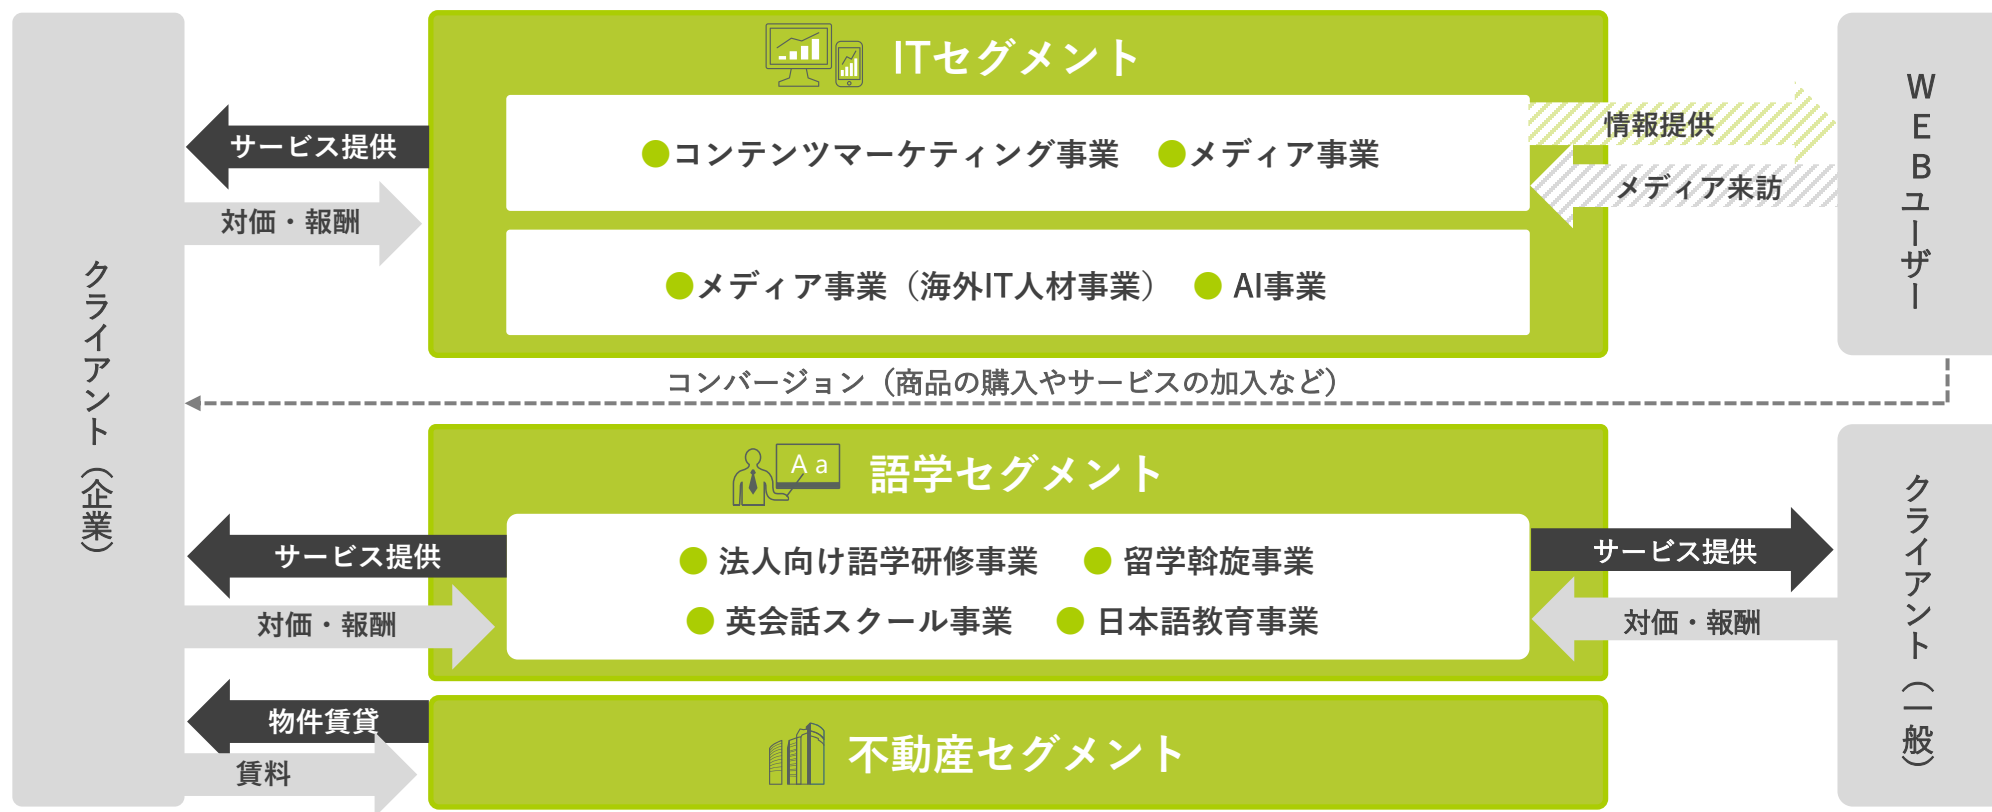 クライアント（企業）
ITセグメント
サービス提供
対価・報酬
●コンテンツマーケティング事業 ●メディア事業
●メディア事業（海外IT人材事業） ● AI事業
情報提供
メディア来訪
WEBユーザー
コンバージョン（商品の購入やサービスの加入など）
A a
語学セグメント
サービス提供
対価・報酬
● 法人向け語学研修事業 ● 留学斡旋事業
● 英会話スクール事業 ● 日本語教育事業
サービス提供
対価・報酬
クライアント（一般）
物件賃貸
賃料
不動産セグメント